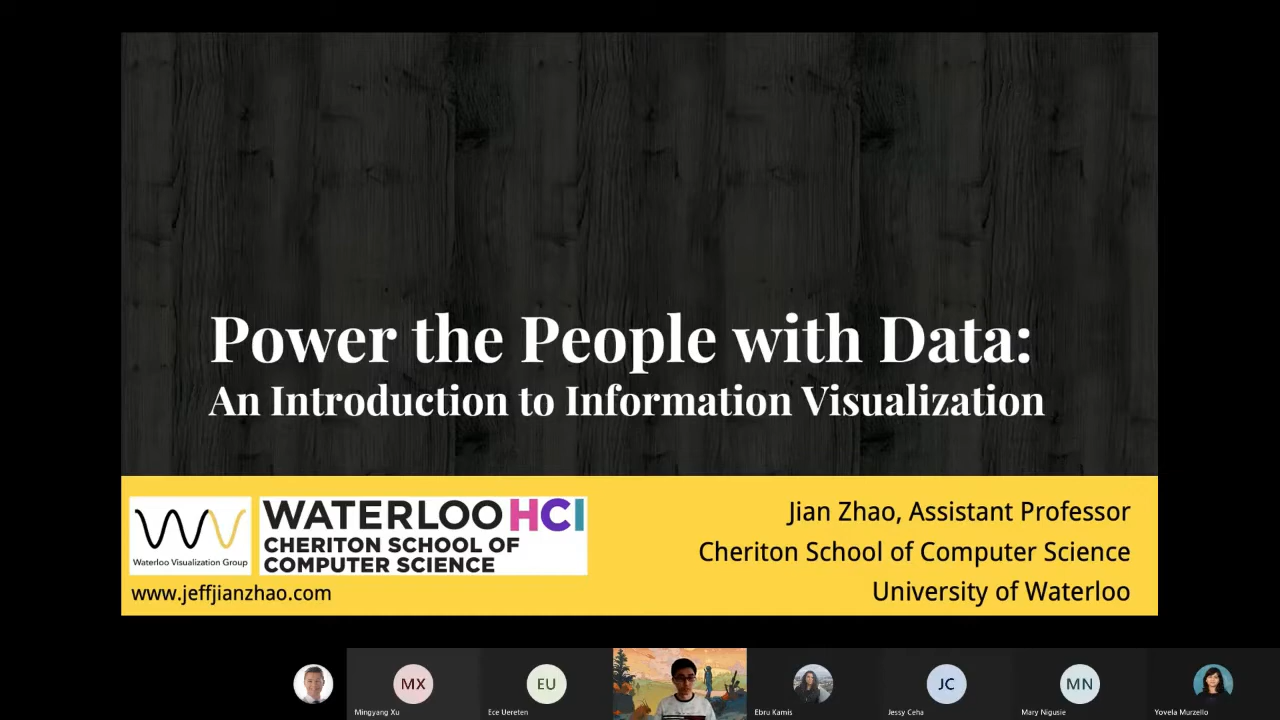 Power the People with Data:
An Introduction to Information Visualization
Waterloo Visualization Group
WATERLOO HCI
CHERITON SCHOOL OF
COMPUTER SCIENCE
www.jeffjianzhao.com
Jian Zhao, Assistant Professor
Cheriton School of Computer Science
University of Waterloo
MX
Mingyang Xu
EU
Ece Uereten
Ebru Kamis
JC
Jessy Ceha
MN
Mary Nigusie
Yovela Murzello